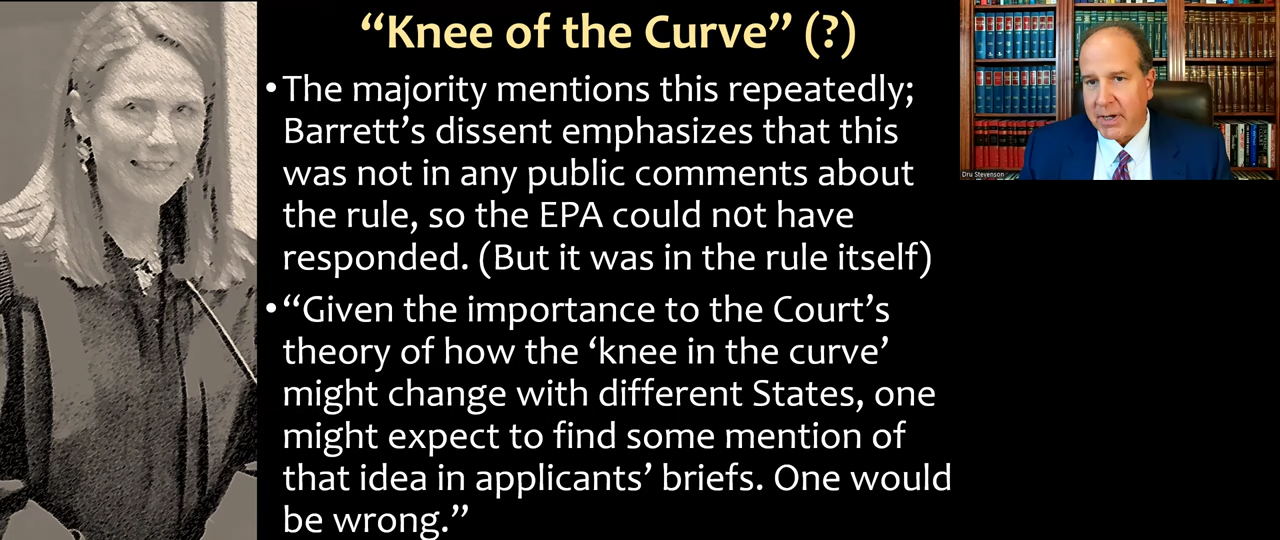 “Knee of the Curve” (?)
•The majority mentions this repeatedly;
Barrett’s dissent emphasizes that this
was not in any public comments about
the rule, so the EPA could n0t have
responded. (But it was in the rule itself)
•“Given the importance to the Court’s
theory of how the ‘knee in the curve’
might change with different States, one
might expect to find some mention of
that idea in applicants’ briefs. One would
be wrong.”
Dru Stevenson